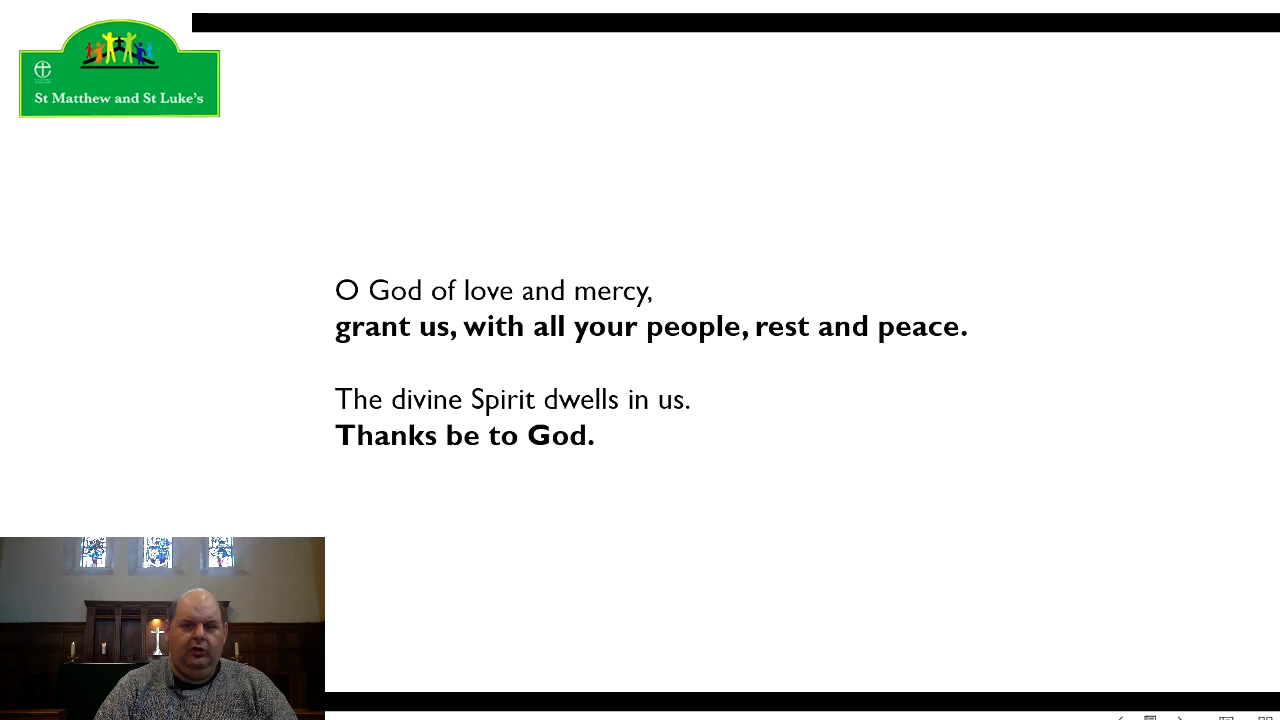 St Matthew and St Luke's
O God of love and mercy,
grant us, with all your people, rest and peace.
The divine Spirit dwells in us.
Thanks be to God.